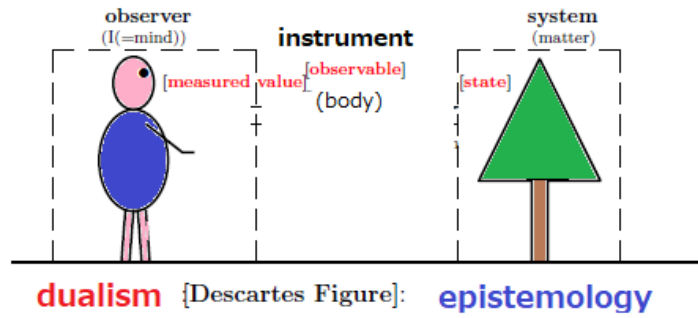 observer
(I(=mind))
instrument
system
(matter)
[measured value]
[observable]
(body)
[state]
dualism [Descartes Figure]: epistemology